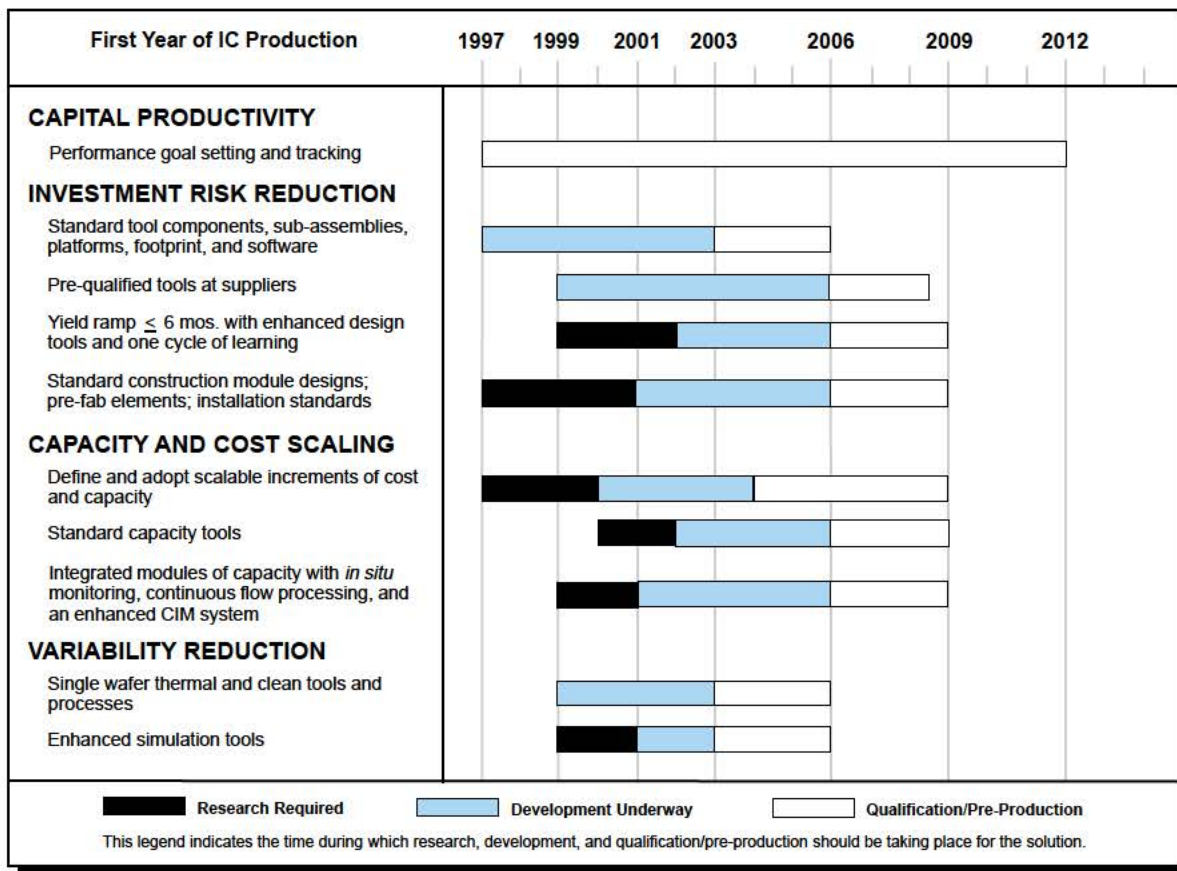 First Year of IC Production
1997 1999 2001 2003 2006 2009 2012
CAPITAL PRODUCTIVITY
Performance goal setting and tracking
INVESTMENT RISK REDUCTION
Standard tool components, sub-assemblies,
platforms, footprint, and software
Pre-qualified tools at suppliers
Yield ramp ≤ 6 mos. with enhanced design
tools and one cycle of learning
Standard construction module designs;
pre-fab elements; installation standards
CAPACITY AND COST SCALING
Define and adopt scalable increments of cost
and capacity
Standard capacity tools
Integrated modules of capacity with in situ
monitoring, continuous flow processing, and
an enhanced CIM system
VARIABILITY REDUCTION
Single wafer thermal and clean tools and
processes
Enhanced simulation tools
Research Required
Development Underway
Qualification/Pre-Production
This legend indicates the time during which research, development, and qualification/pre-production should be taking place for the solution.